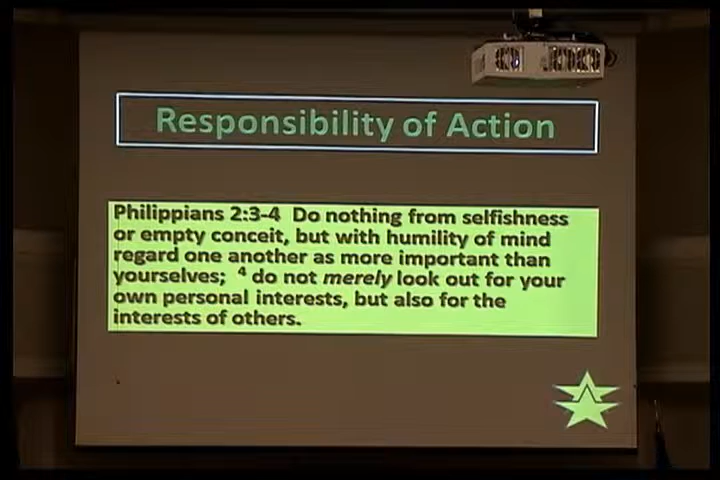 Responsibility of Action
Philippians 2:3-4 Do nothing from selfishness
or empty conceit, but with humility of mind
regard one another as more important than
yourselves; ⁴ do not merely look out for your
own personal interests, but also for the
interests of others.